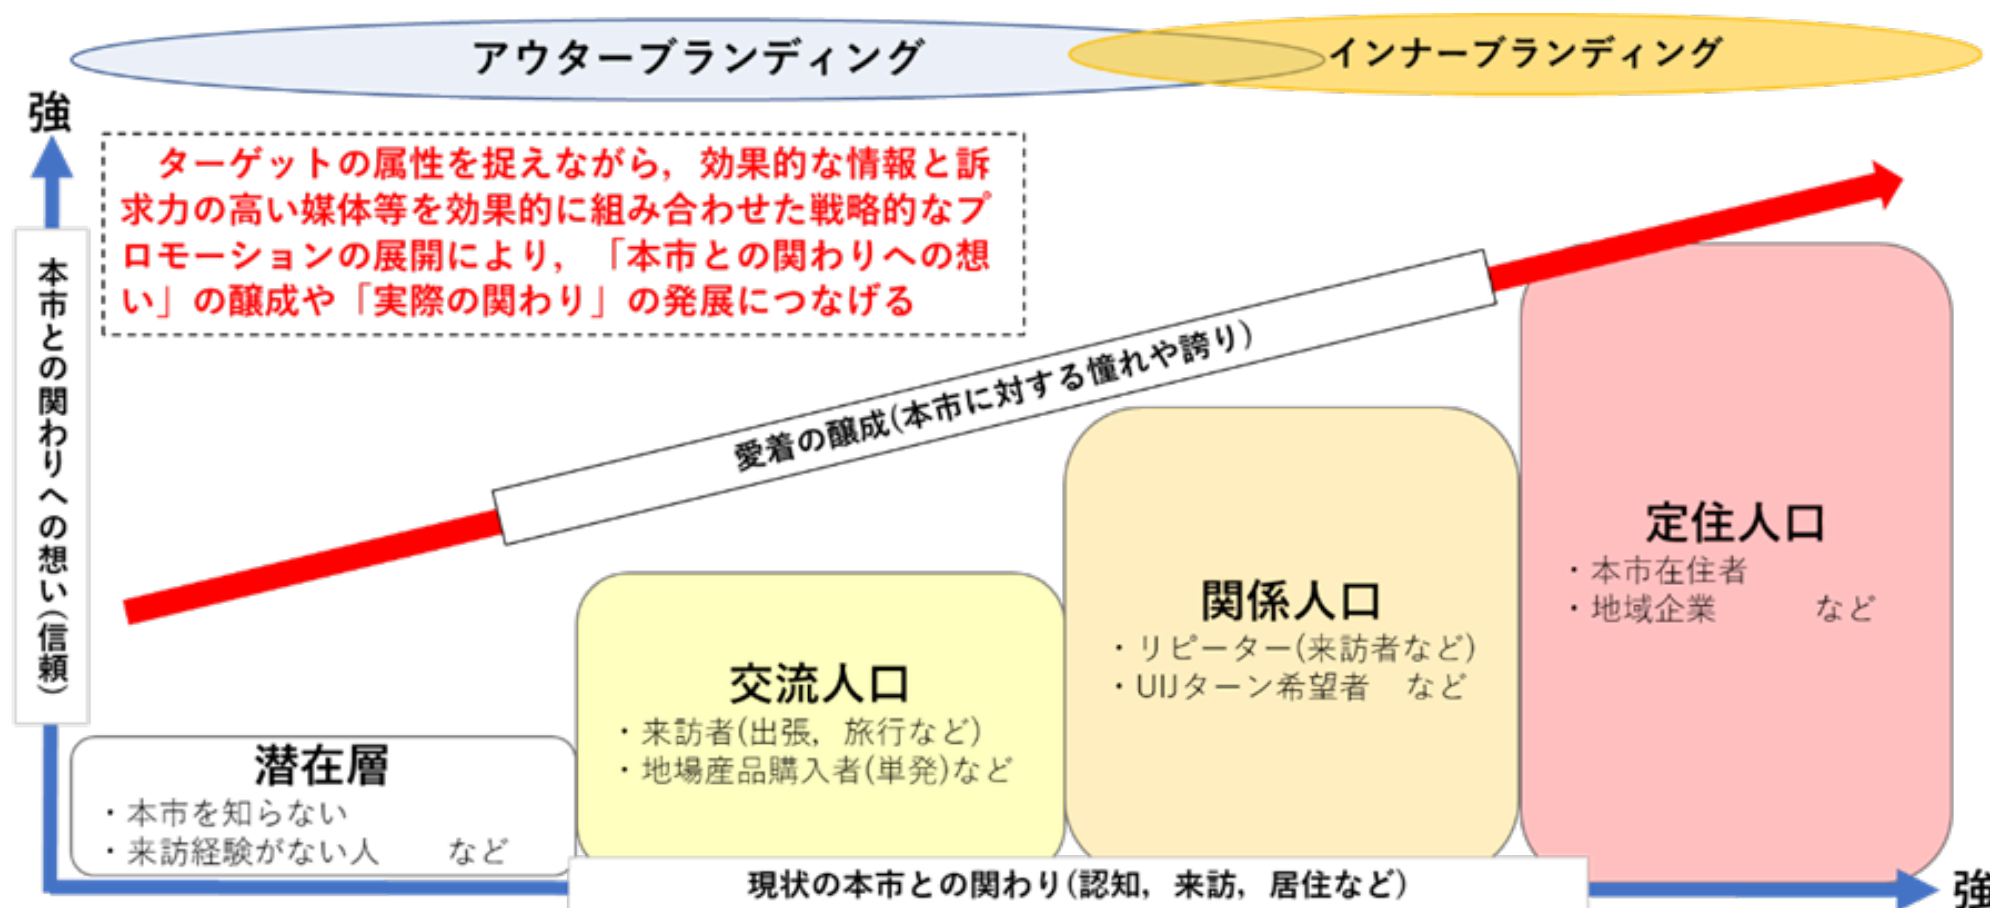 アウターブランディング
インナーブランディング
強
ターゲットの属性を捉えながら，効果的な情報と訴
求力の高い媒体等を効果的に組み合わせた戦略的なプ
ロモーションの展開により，「本市との関わりへの想
い」の醸成や「実際の関わり」の発展につなげる
本市との関わりへの想い(信頼)
愛着の醸成(本市に対する憧れや誇り)
潜在層
・本市を知らない
・来訪経験がない人　　など
交流人口
・来訪者(出張，旅行など)
・地場産品購入者(単発)など
関係人口
・リピーター(来訪者など)
・UIJターン希望者　など
定住人口
・本市在住者
・地域企業　　　など
現状の本市との関わり(認知，来訪，居住など)
強